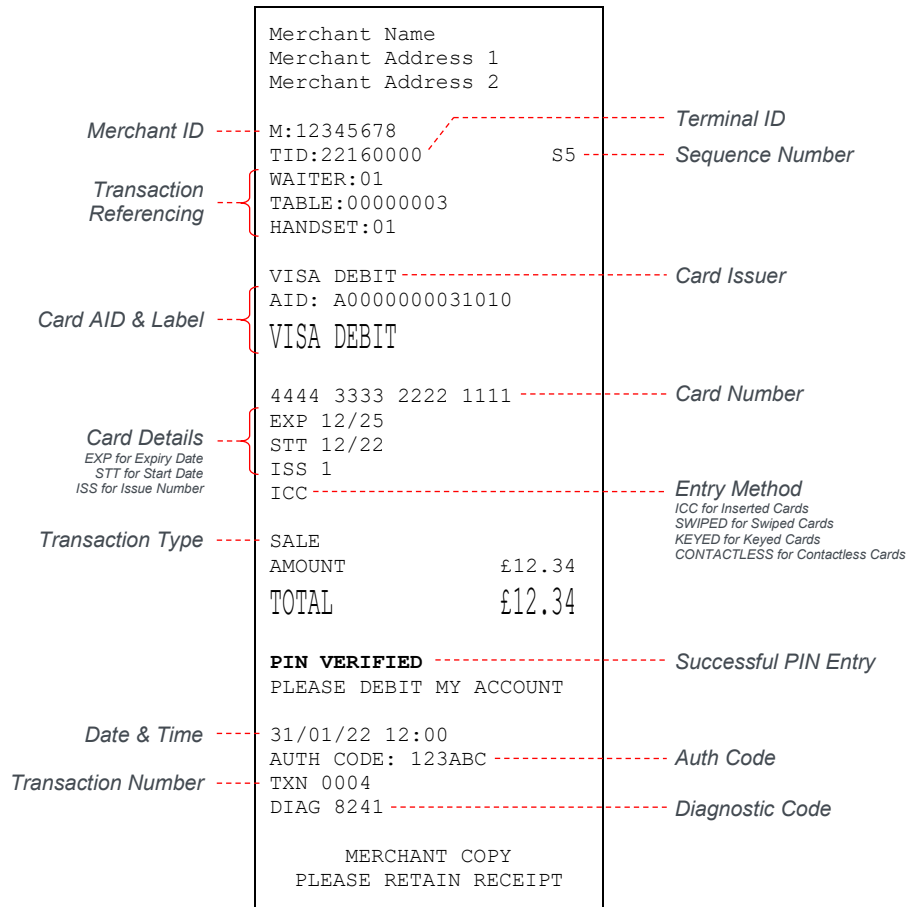 Merchant Name
Merchant Address 1
Merchant Address 2
Merchant ID
M:12345678
Terminal ID
TID:22160000 S5
Sequence Number
Transaction
Referencing
WAITER:01
TABLE:00000003
HANDSET:01
VISA DEBIT
Card Issuer
Card AID & Label
AID: A0000000031010
VISA DEBIT
4444 3333 2222 1111
Card Number
Card Details
EXP for Expiry Date
STT for Start Date
ISS for Issue Number
EXP 12/25
STT 12/22
ISS 1
ICC
Entry Method
ICC for Inserted Cards
SWIPED for Swiped Cards
KEYED for Keyed Cards
CONTACTLESS for Contactless Cards
Transaction Type
SALE
AMOUNT £12.34
TOTAL £12.34
PIN VERIFIED
Successful PIN Entry
PLEASE DEBIT MY ACCOUNT
Date & Time
31/01/22 12:00
AUTH CODE: 123ABC
Auth Code
Transaction Number
TXN 0004
DIAG 8241
Diagnostic Code
MERCHANT COPY
PLEASE RETAIN RECEIPT